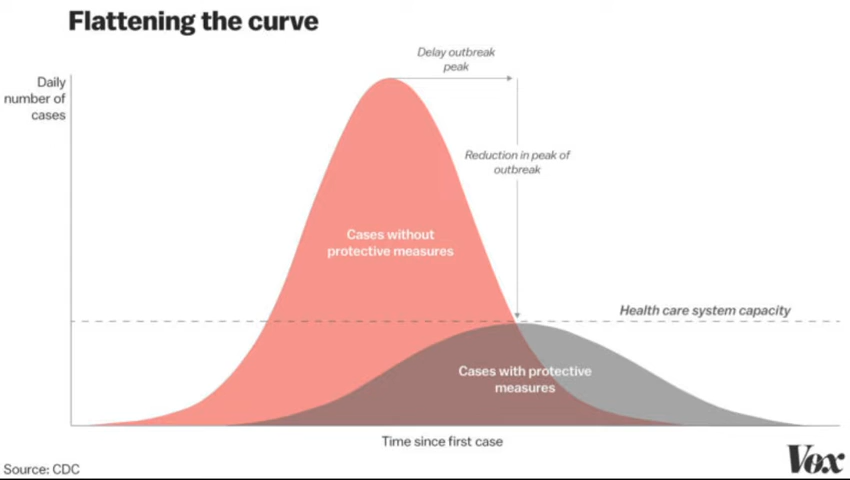 Flattening the curve
Delay outbreak
peak
Daily
number of
cases
Reduction in peak of
outbreak
Cases without
protective measures
Health care system capacity
Cases with protective
measures
Time since first case
Source: CDC
Vox